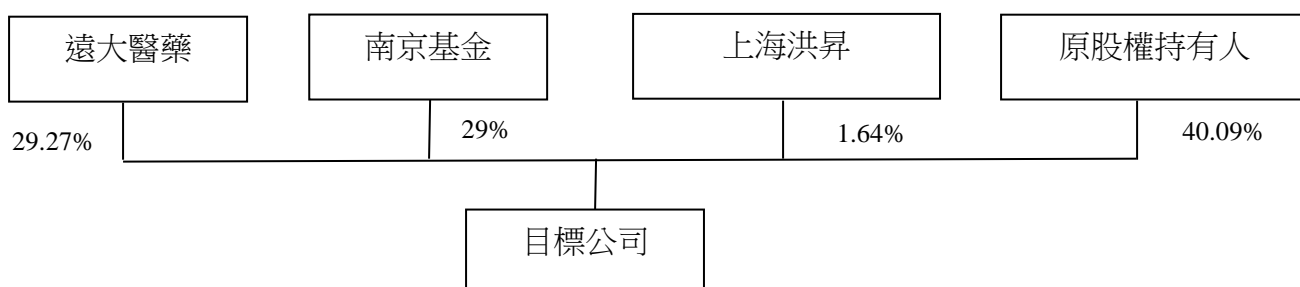 遠大醫藥
南京基金
上海洪昇
原股權持有人
29.27%
29%
1.64%
40.09%
目標公司